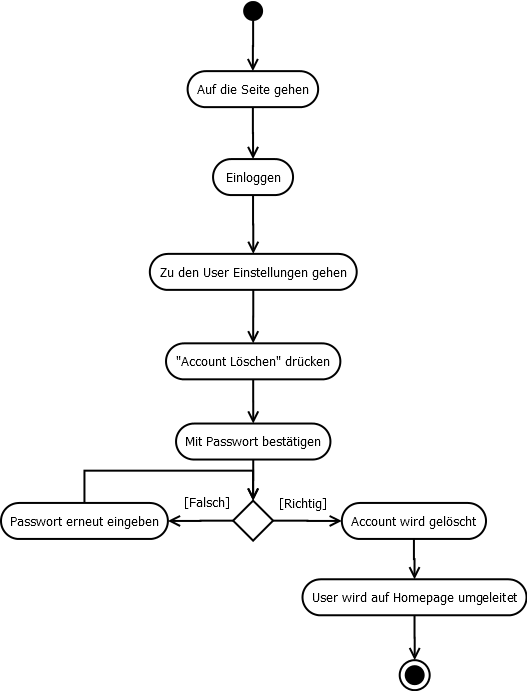 Auf die Seite gehen
Einloggen
Zu den User Einstellungen gehen
"Account Löschen" drücken
Mit Passwort bestätigen
[Falsch]
[Richtig]
Passwort erneut eingeben
Account wird gelöscht
User wird auf Homepage umgeleitet